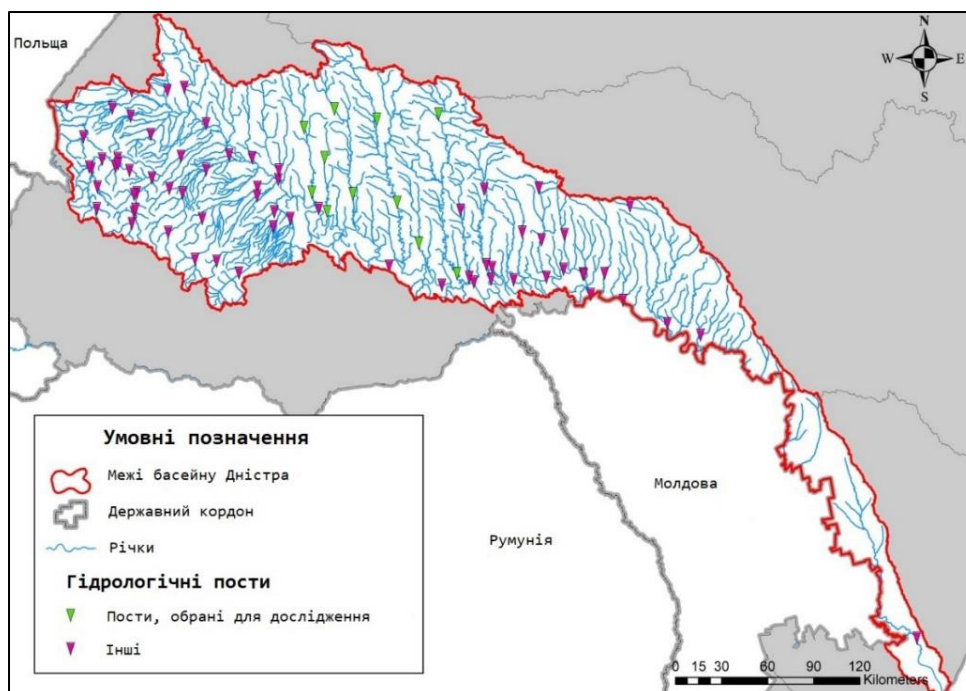 Польща
N
W E
S
Молдова
Румунія
Умовні позначення
Межі басейну Дністра
Державний кордон
Річки
Гідрологічні пости
Пости, обрані для дослідження
Інші
0 15 30 60 90 120
Kilometers